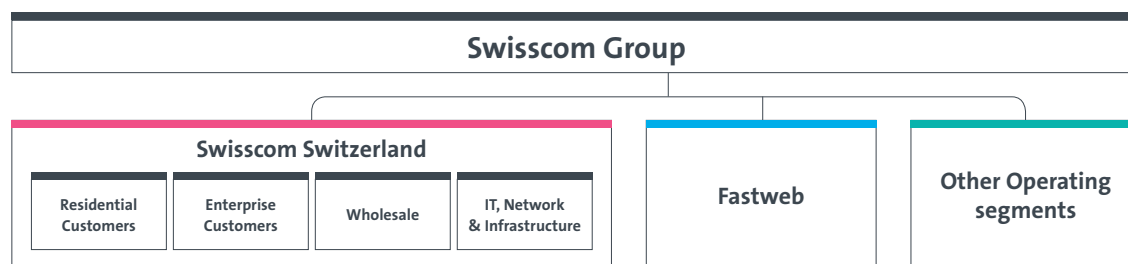 Swisscom Group
Swisscom Switzerland
Residential
Customers
Enterprise
Customers
Wholesale
IT, Network
& Infrastructure
Fastweb
Other Operating
segments